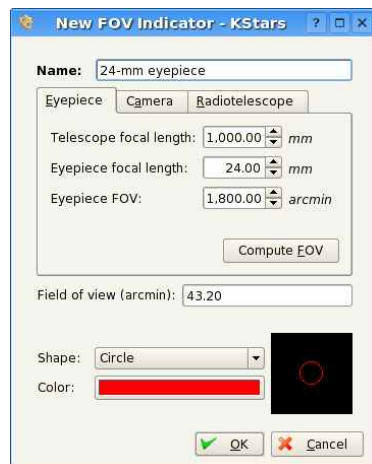 New FOV Indicator - KStars ? X
Name: 24-mm eyepiece
Eyepiece Camera Radiotelescope
Telescope focal length: 1,000.00 mm
Eyepiece focal length: 24.00 mm
Eyepiece FOV: 1,800.00 arcmin
Compute FOV
Field of view (arcmin): 43.20
Shape: Circle
Color:
OK Cancel